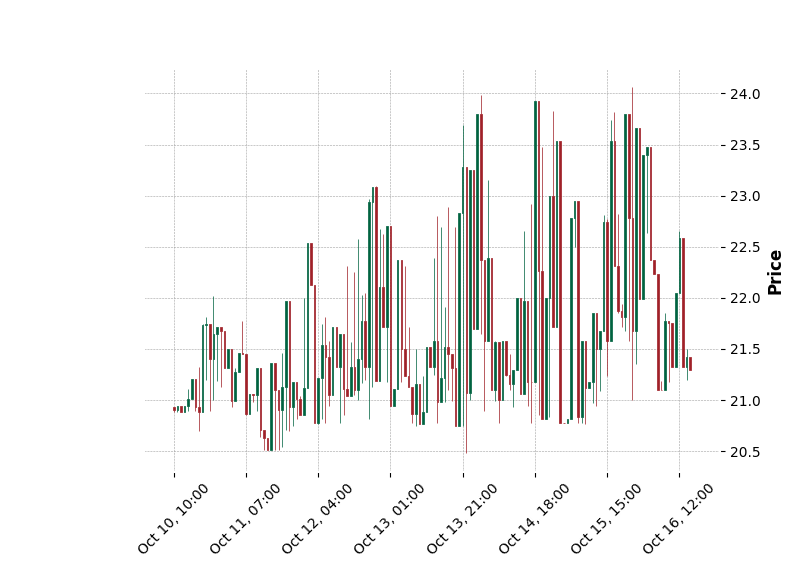 24.0
23.5
23.0
22.5
22.0
21.5
21.0
20.5
Price
Oct 10, 10:00
Oct 11, 07:00
Oct 12, 04:00
Oct 13, 01:00
Oct 13, 21:00
Oct 14, 18:00
Oct 15, 15:00
Oct 16, 12:00